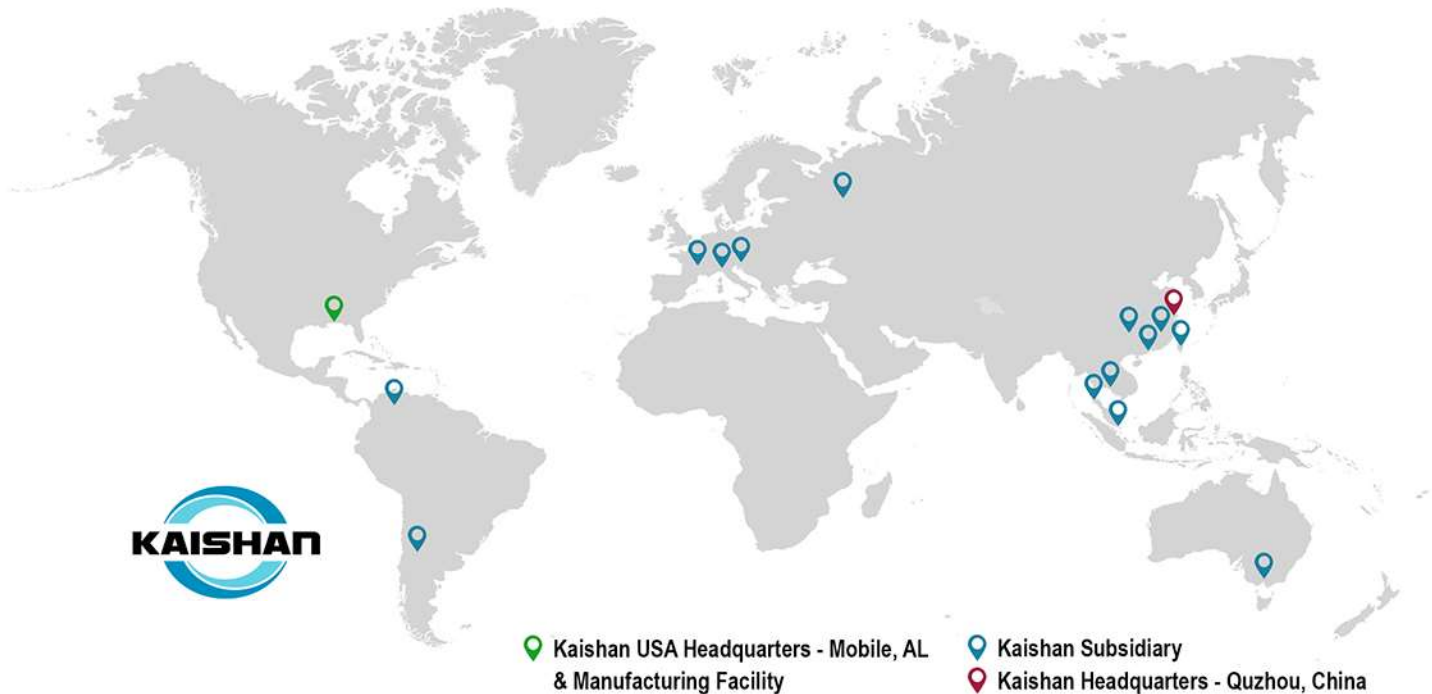 KAISHAN
Kaishan USA Headquarters - Mobile, AL
& Manufacturing Facility
Kaishan Subsidiary
Kaishan Headquarters - Quzhou, China